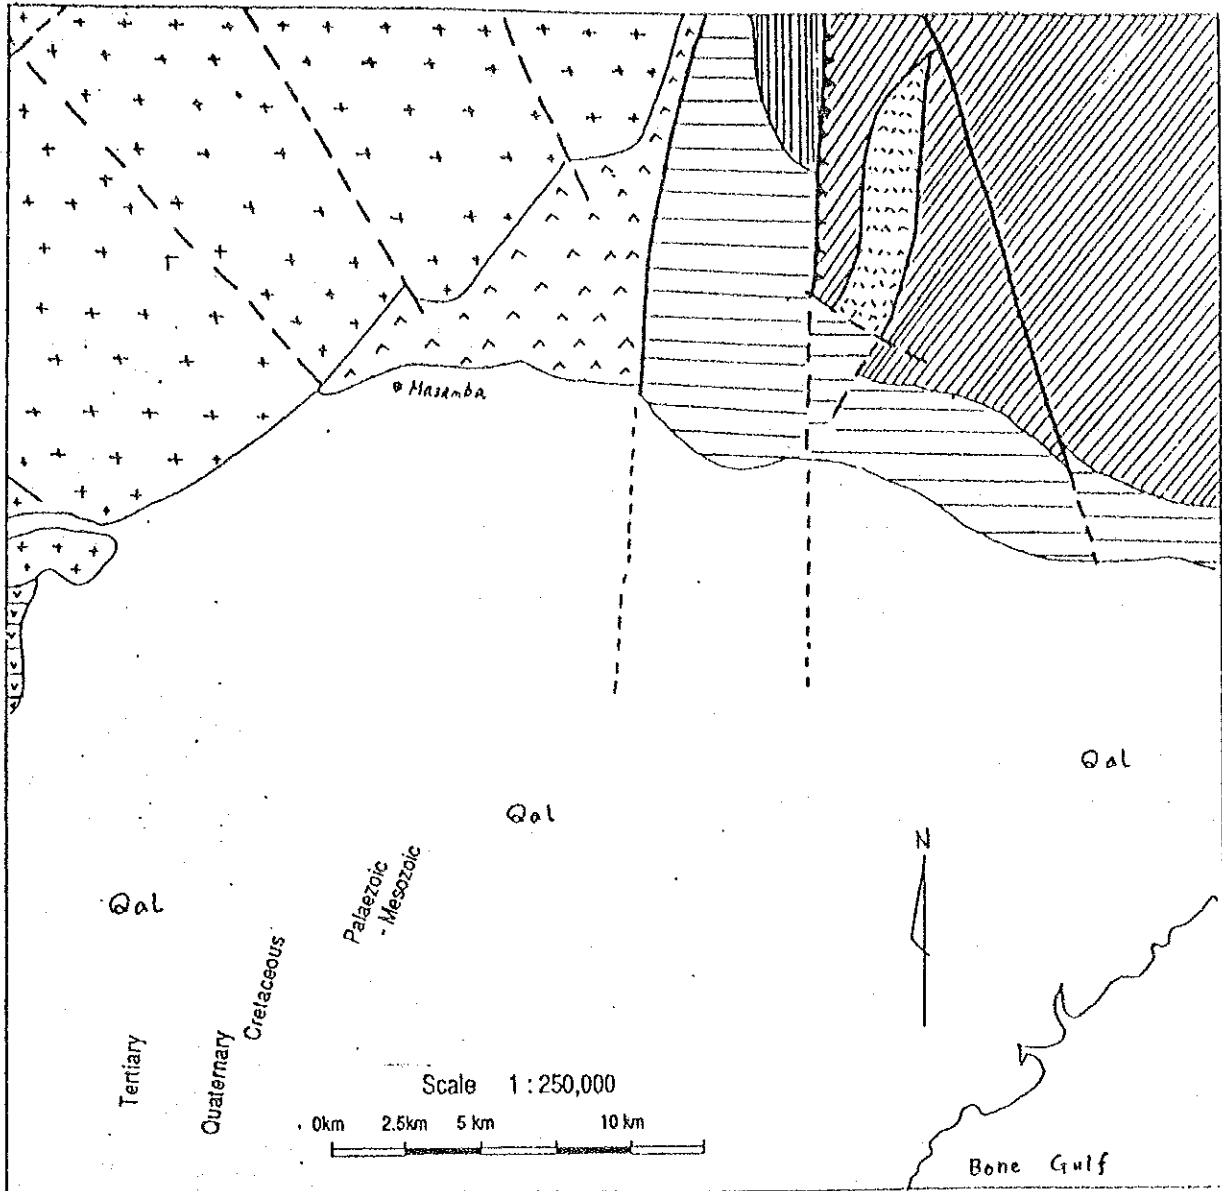 Masamba
Qal
Qal
Qal
Palaezoic
- Mesozoic
Cretaceous
Tertiary
Quaternary
N
Scale 1 : 250,000
0km 2.5km 5 km 10 km
Bone Gulf